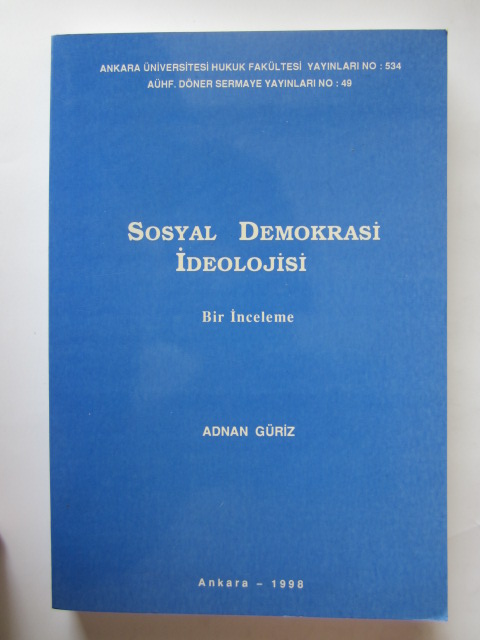 ANKARA ÜNİVERSİTESİ HUKUK FAKÜLTESİ YAYINLARI NO : 534
AÜHF. DÖNER SERMAYE YAYINLARI NO : 49
SOSYAL DEMOKRASİ
İDEOLOJİSİ
Bir İnceleme
ADNAN GÜRİZ
Ankara – 1998